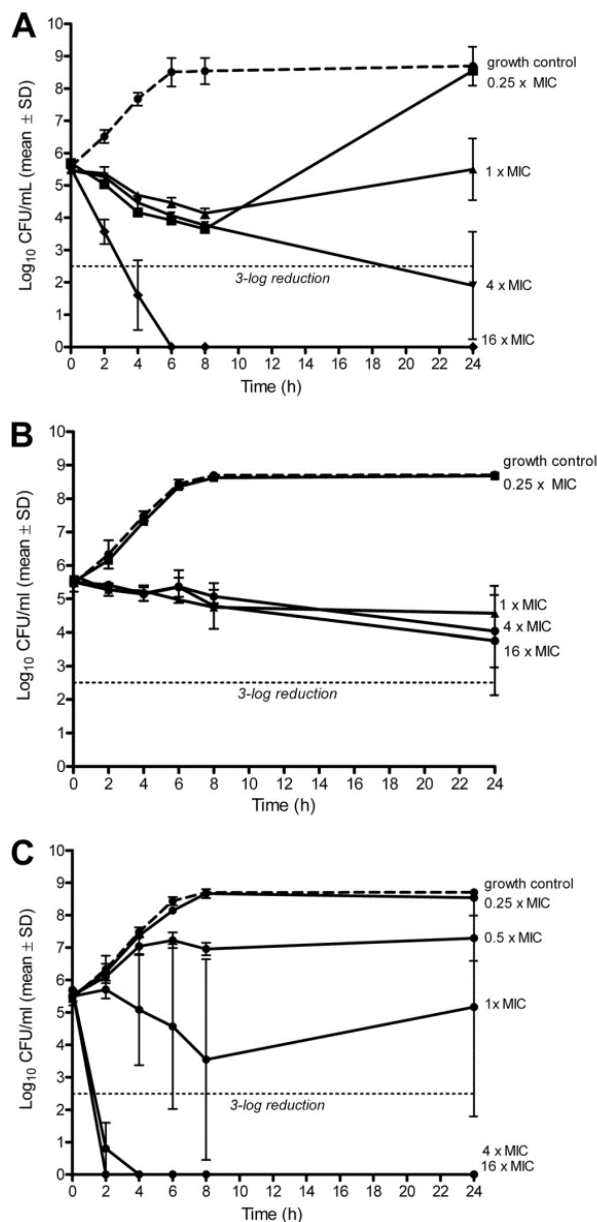 A
growth control
0.25 x MIC
1 x MIC
4 x MIC
16 x MIC
3-log reduction
Log10 CFU/mL (mean ± SD)
10
9
8
7
6
5
4
3
2
1
0
0 2 4 6 8 10 12 14 16 18 20 22 24
Time (h)
B
growth control
0.25 x MIC
1 x MIC
4 x MIC
16 x MIC
3-log reduction
Log10 CFU/ml (mean ± SD)
10
9
8
7
6
5
4
3
2
1
0
0 2 4 6 8 10 12 14 16 18 20 22 24
Time (h)
C
growth control
0.25 x MIC
0.5 x MIC
1x MIC
3-log reduction
4 x MIC
16 x MIC
Log10 CFU/ml (mean ± SD)
10
9
8
7
6
5
4
3
2
1
0
0 2 4 6 8 10 12 14 16 18 20 22 24
Time (h)